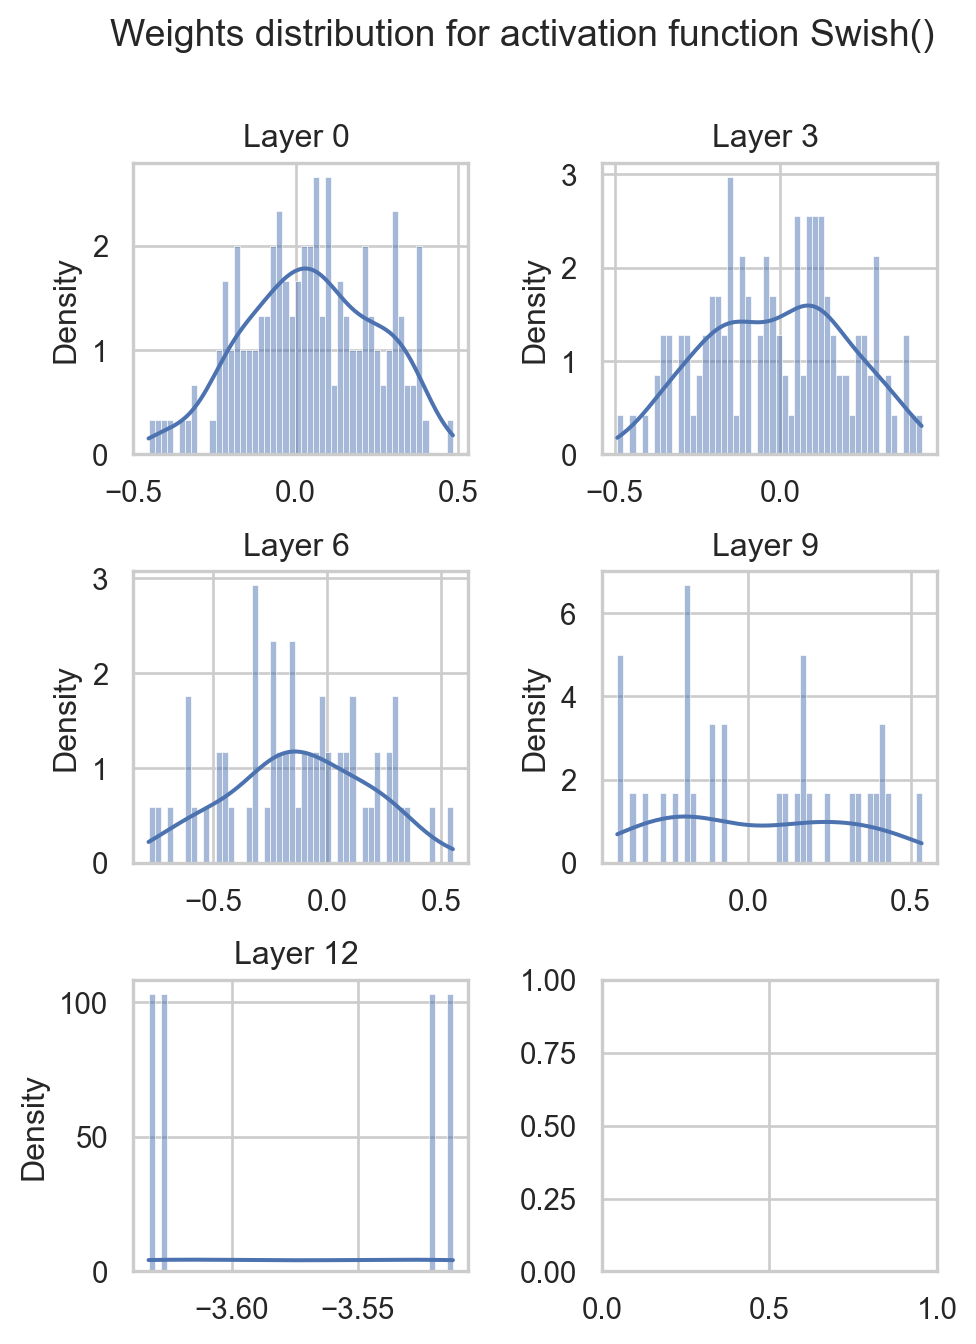 Weights distribution for activation function Swish()
Layer 0
Density
2
1
0
−0.5 0.0 0.5
Layer 3
Density
3
2
1
0
−0.5 0.0
Layer 6
Density
3
2
1
0
−0.5 0.0 0.5
Layer 9
Density
6
4
2
0
0.0 0.5
Layer 12
Density
100
50
0
−3.60 −3.55
1.00
0.75
0.50
0.25
0.00
0.0 0.5 1.0